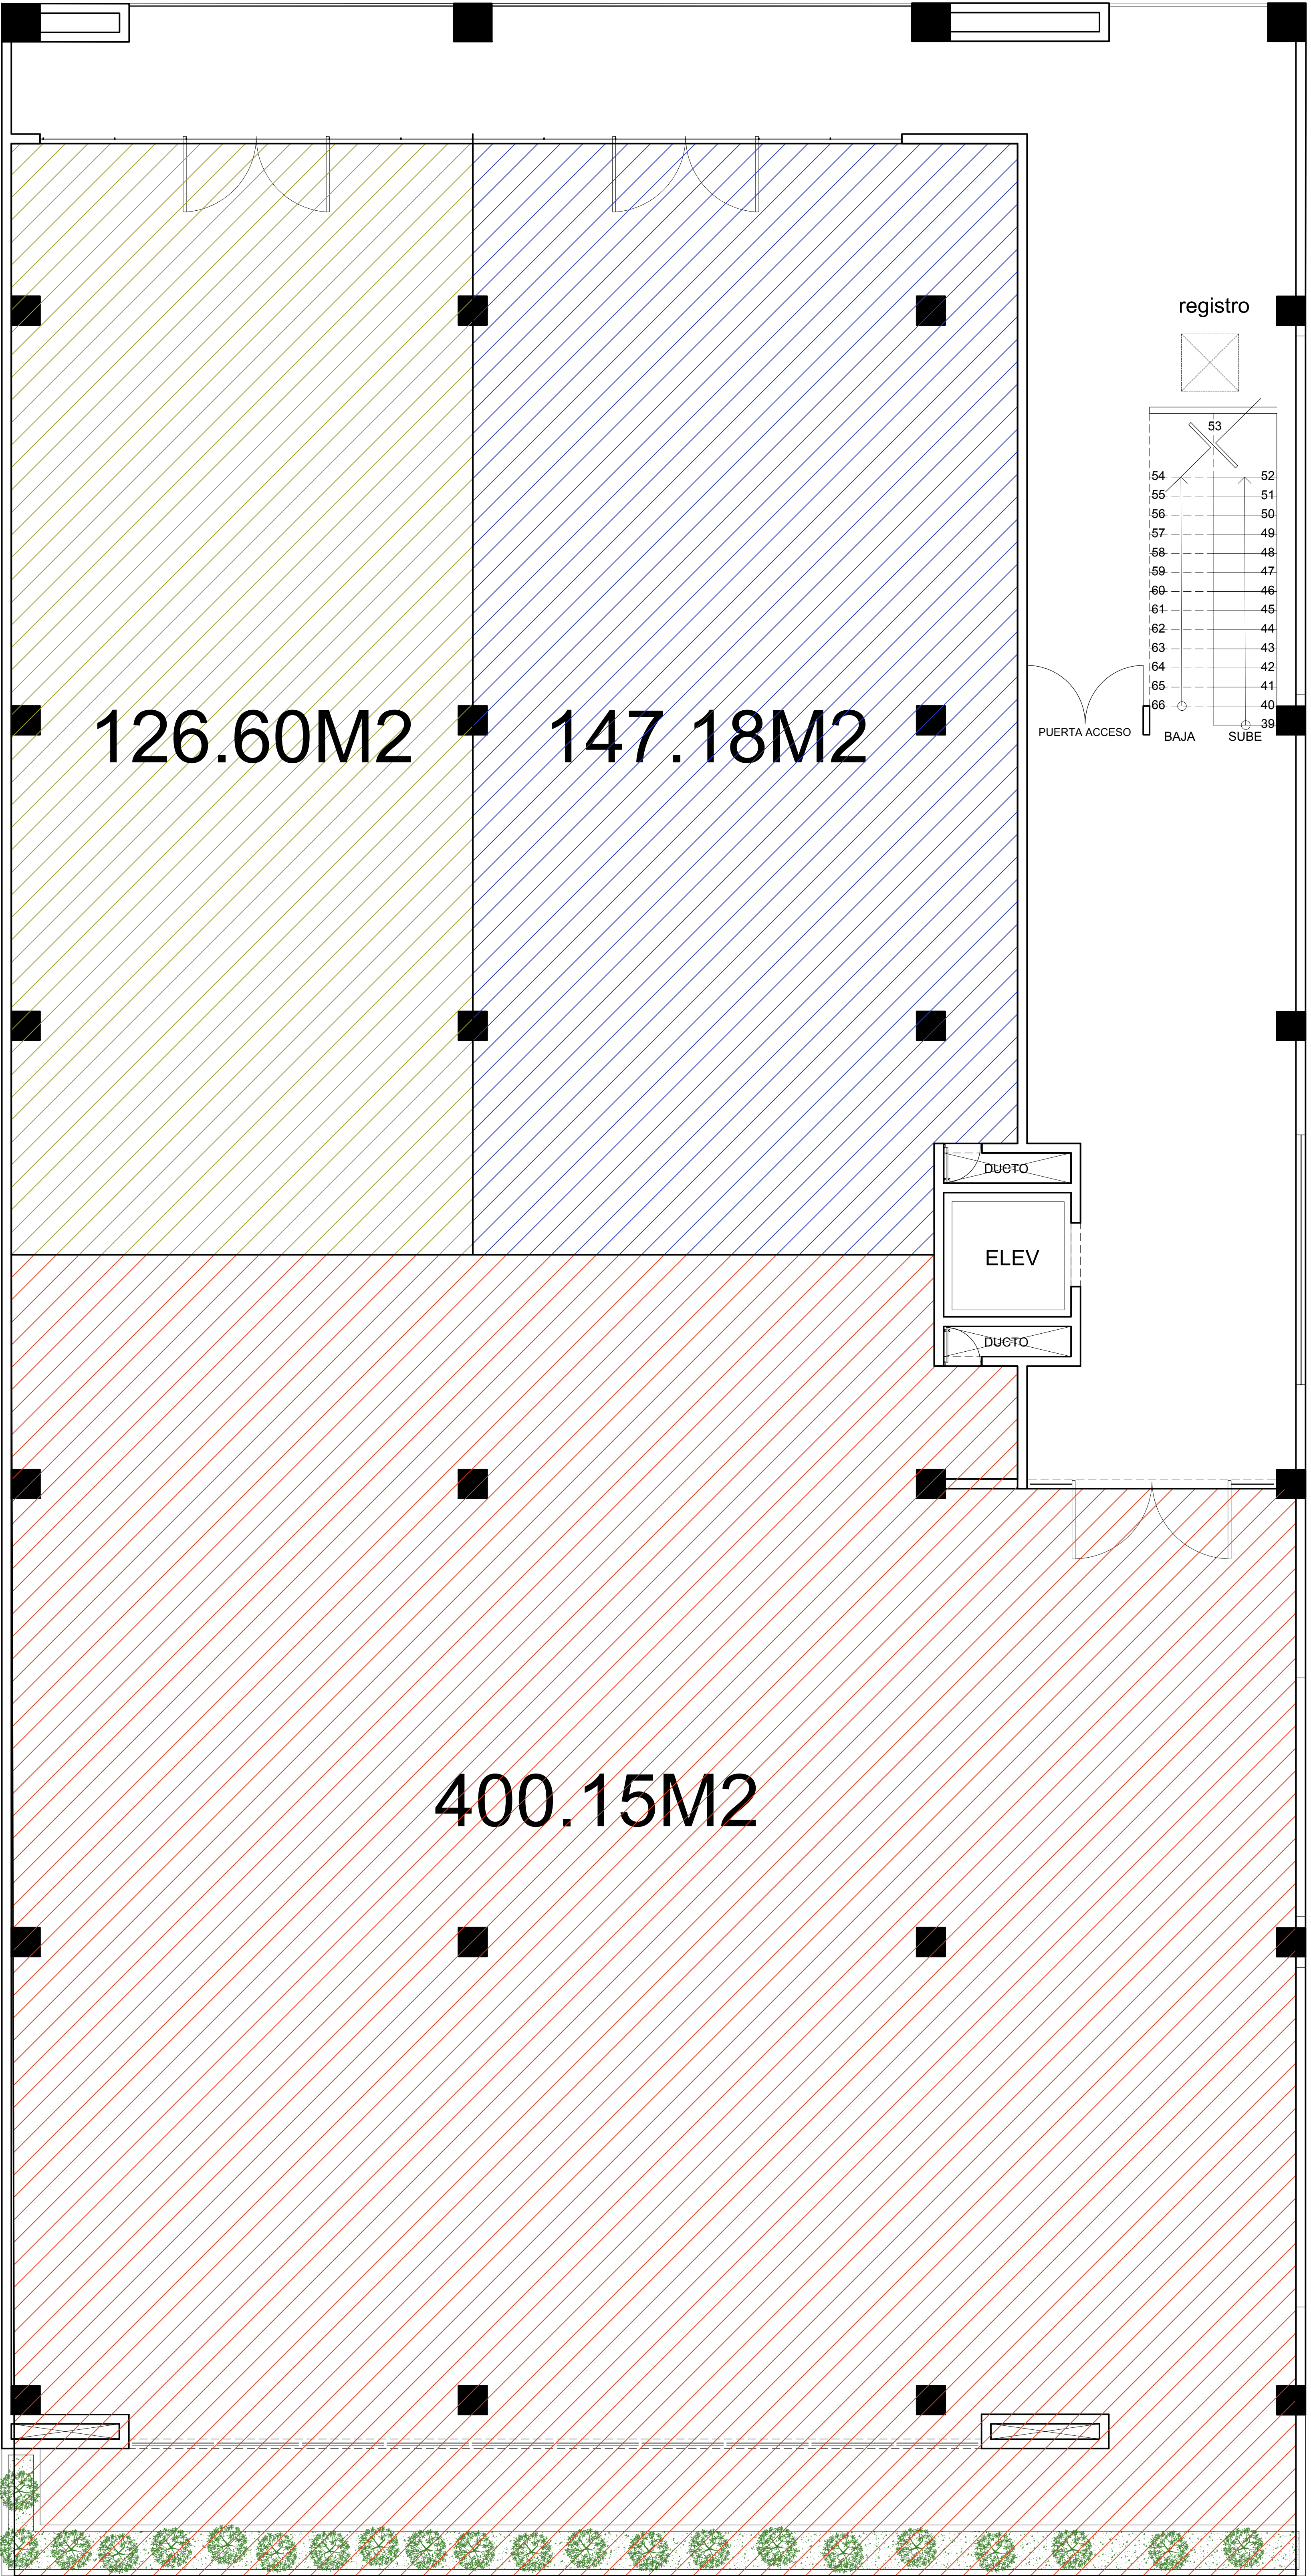 registro
53
54 52
55 51
56 50
57 49
58 48
59 47
60 46
61 45
62 44
63 43
64 42
65 41
66 40
39
PUERTA ACCESO
BAJA
SUBE
126.60M2
147.18M2
DUCTO
ELEV
DUCTO
400.15M2